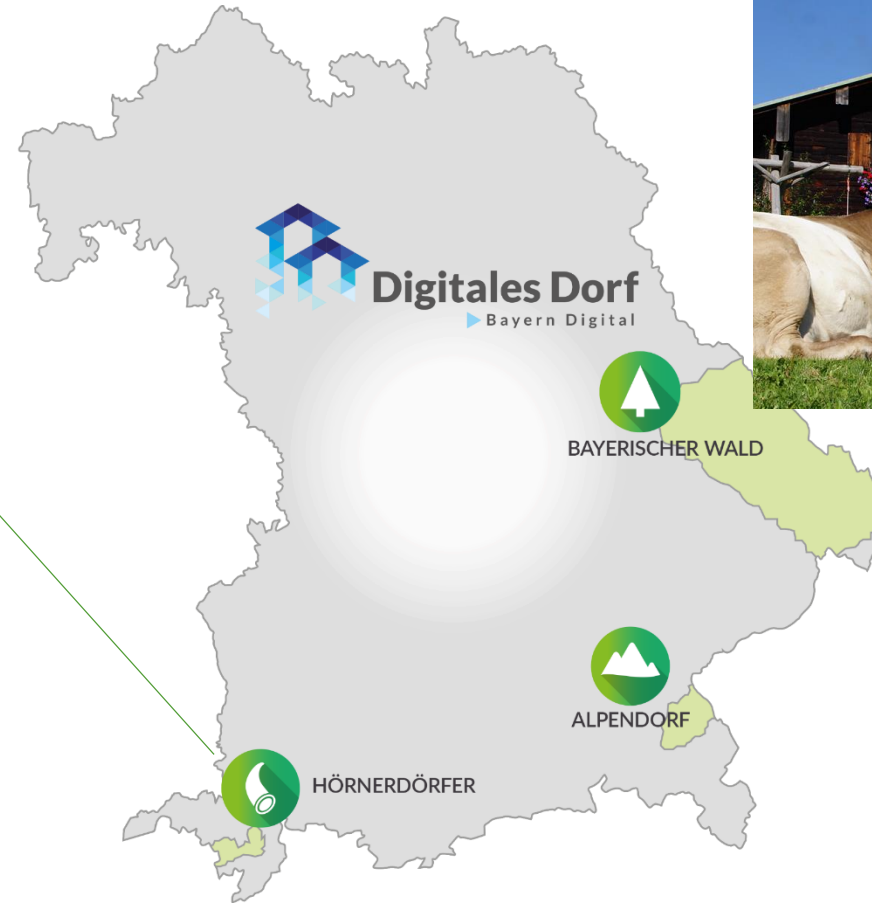 Digitales Dorf
Bayern Digital
BAYERISCHER WALD
ALPENDORF
HÖRNERDÖRFER